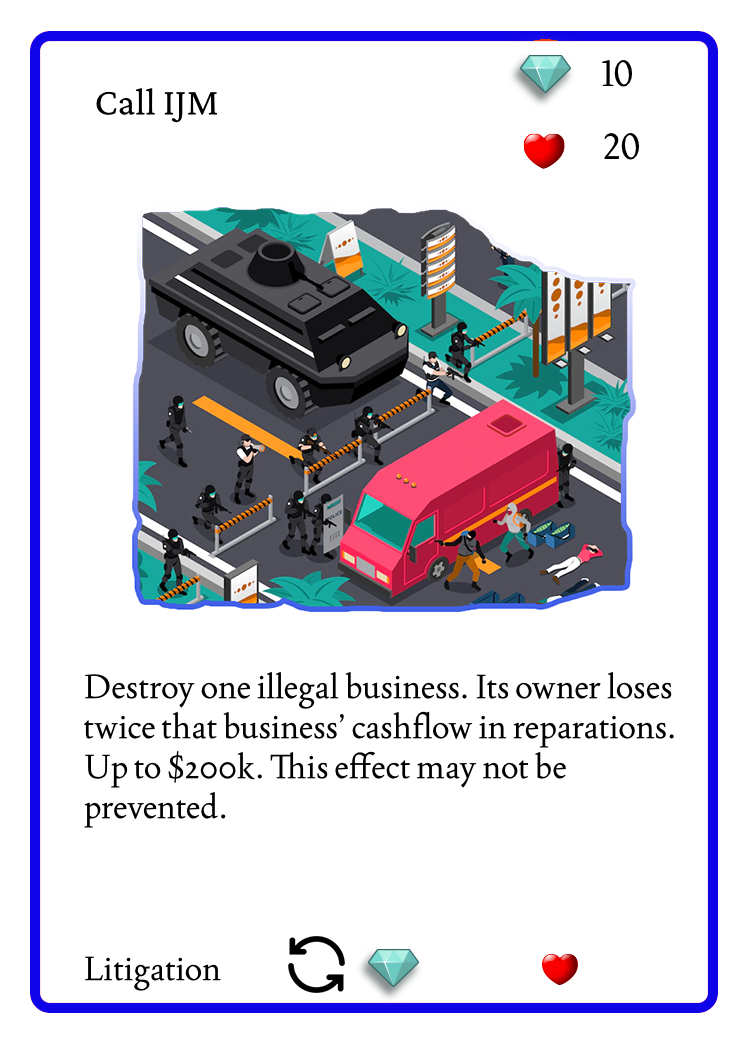 10
Call IJM
20
Destroy one illegal business. Its owner loses
twice that business’ cashflow in reparations.
Up to $200k. This effect may not be
prevented.
Litigation